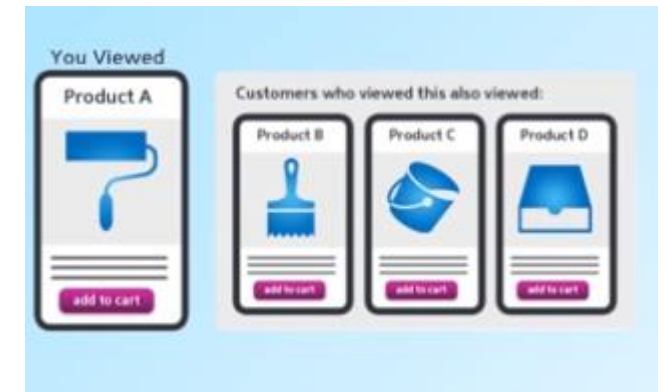 You Viewed
Product A
add to cart
Customers who viewed this also viewed:
Product B
add to cart
Product C
add to cart
Product D
add to cart